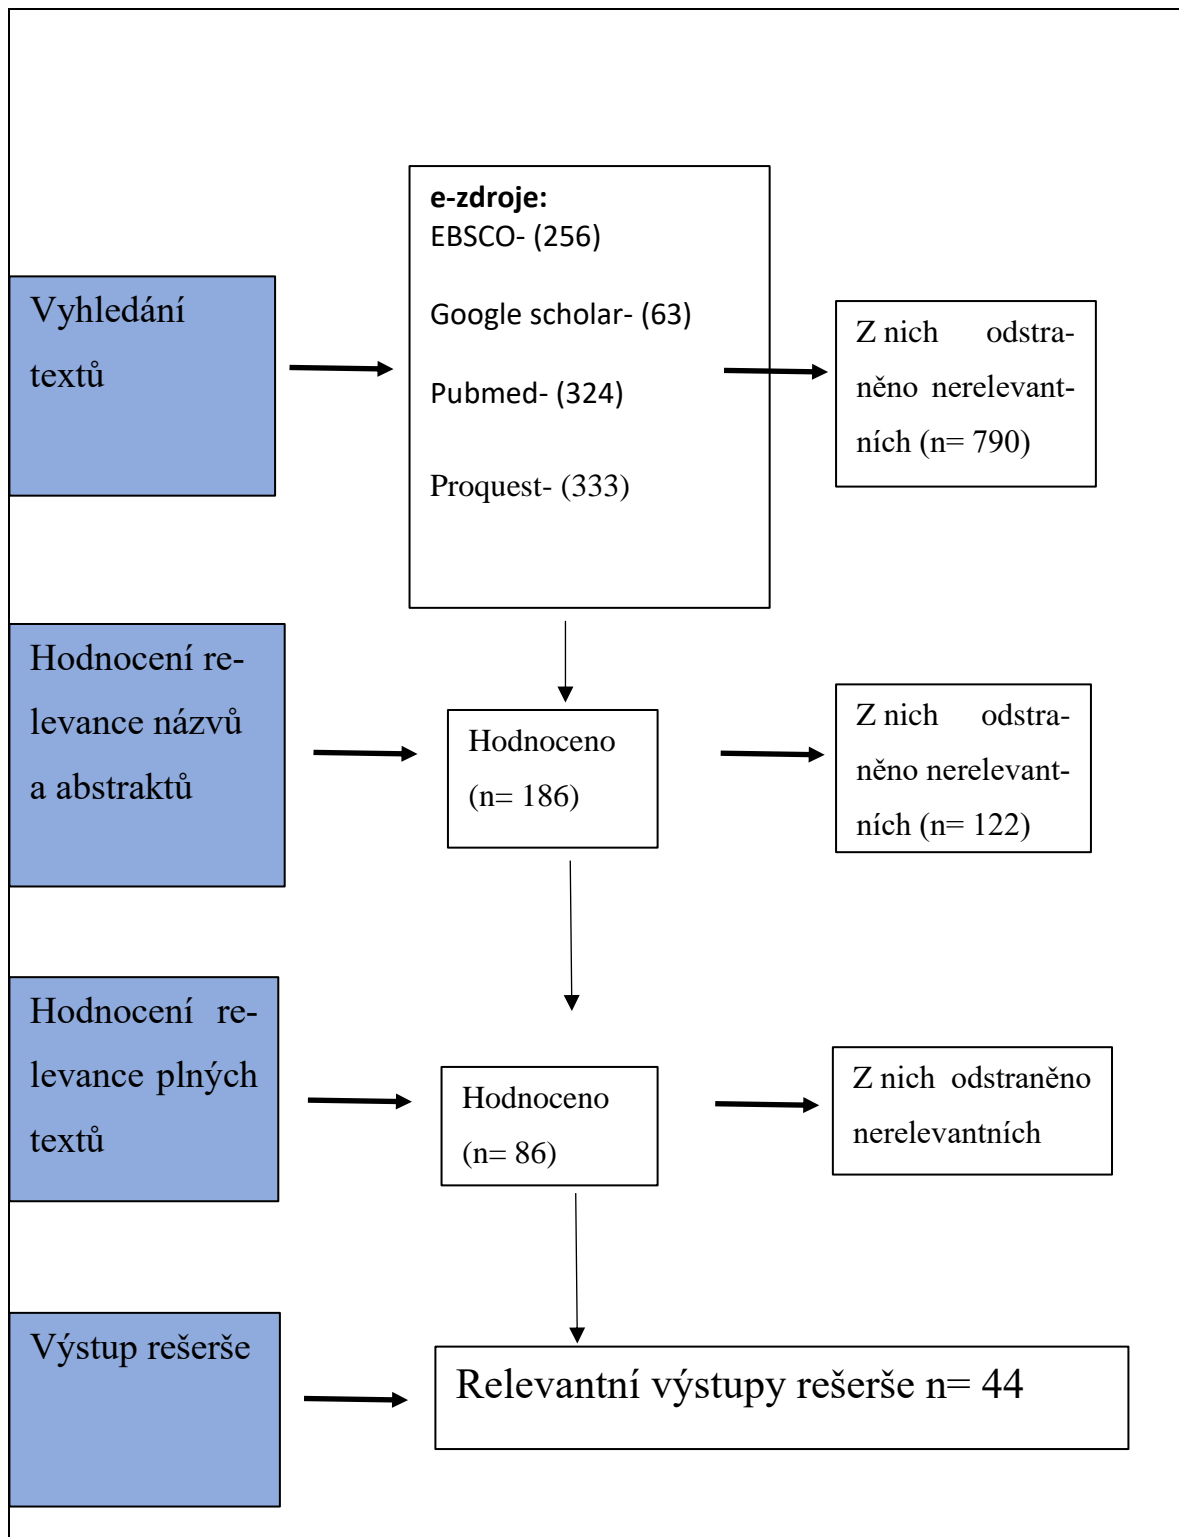 Vyhledání
textů
e-zdroje:
EBSCO- (256)
Google scholar- (63)
Pubmed- (324)
Proquest- (333)
Z nich odstra-
něno nerelevant-
ních (n= 790)
Hodnocení re-
levance názvů
a abstraktů
Hodnoceno
(n= 186)
Z nich odstra-
něno nerelevant-
ních (n= 122)
Hodnocení re-
levance plných
textů
Hodnoceno
(n= 86)
Z nich odstraněno
nerelevantních
Výstup rešerše
Relevantní výstupy rešerše n= 44